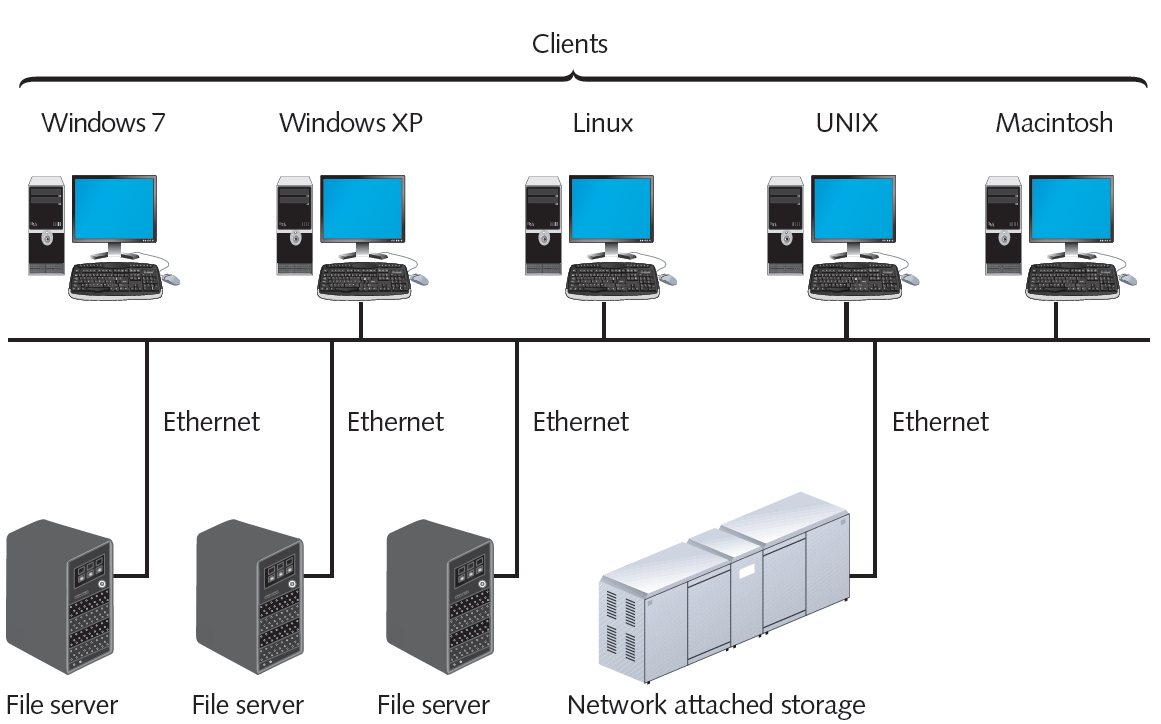 Clients
Windows 7
Windows XP
Linux
UNIX
Macintosh
Ethernet
Ethernet
Ethernet
Ethernet
File server
File server
File server
Network attached storage